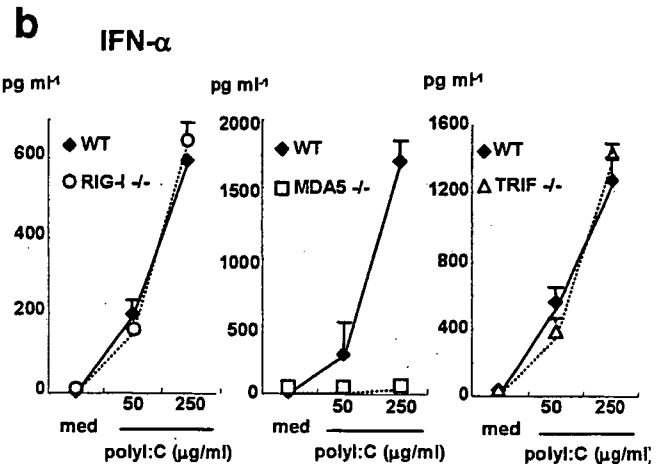 b
IFN-α
pg ml⁻¹
600
400
200
0
WT
RIG-I -/-
med
50
250
polyI:C (μg/ml)
pg ml⁻¹
2000
1500
1000
500
0
WT
MDA5 -/-
med
50
250
polyI:C (μg/ml)
pg ml⁻¹
1600
1200
800
400
0
WT
TRIF -/-
med
50
250
polyI:C (μg/ml)